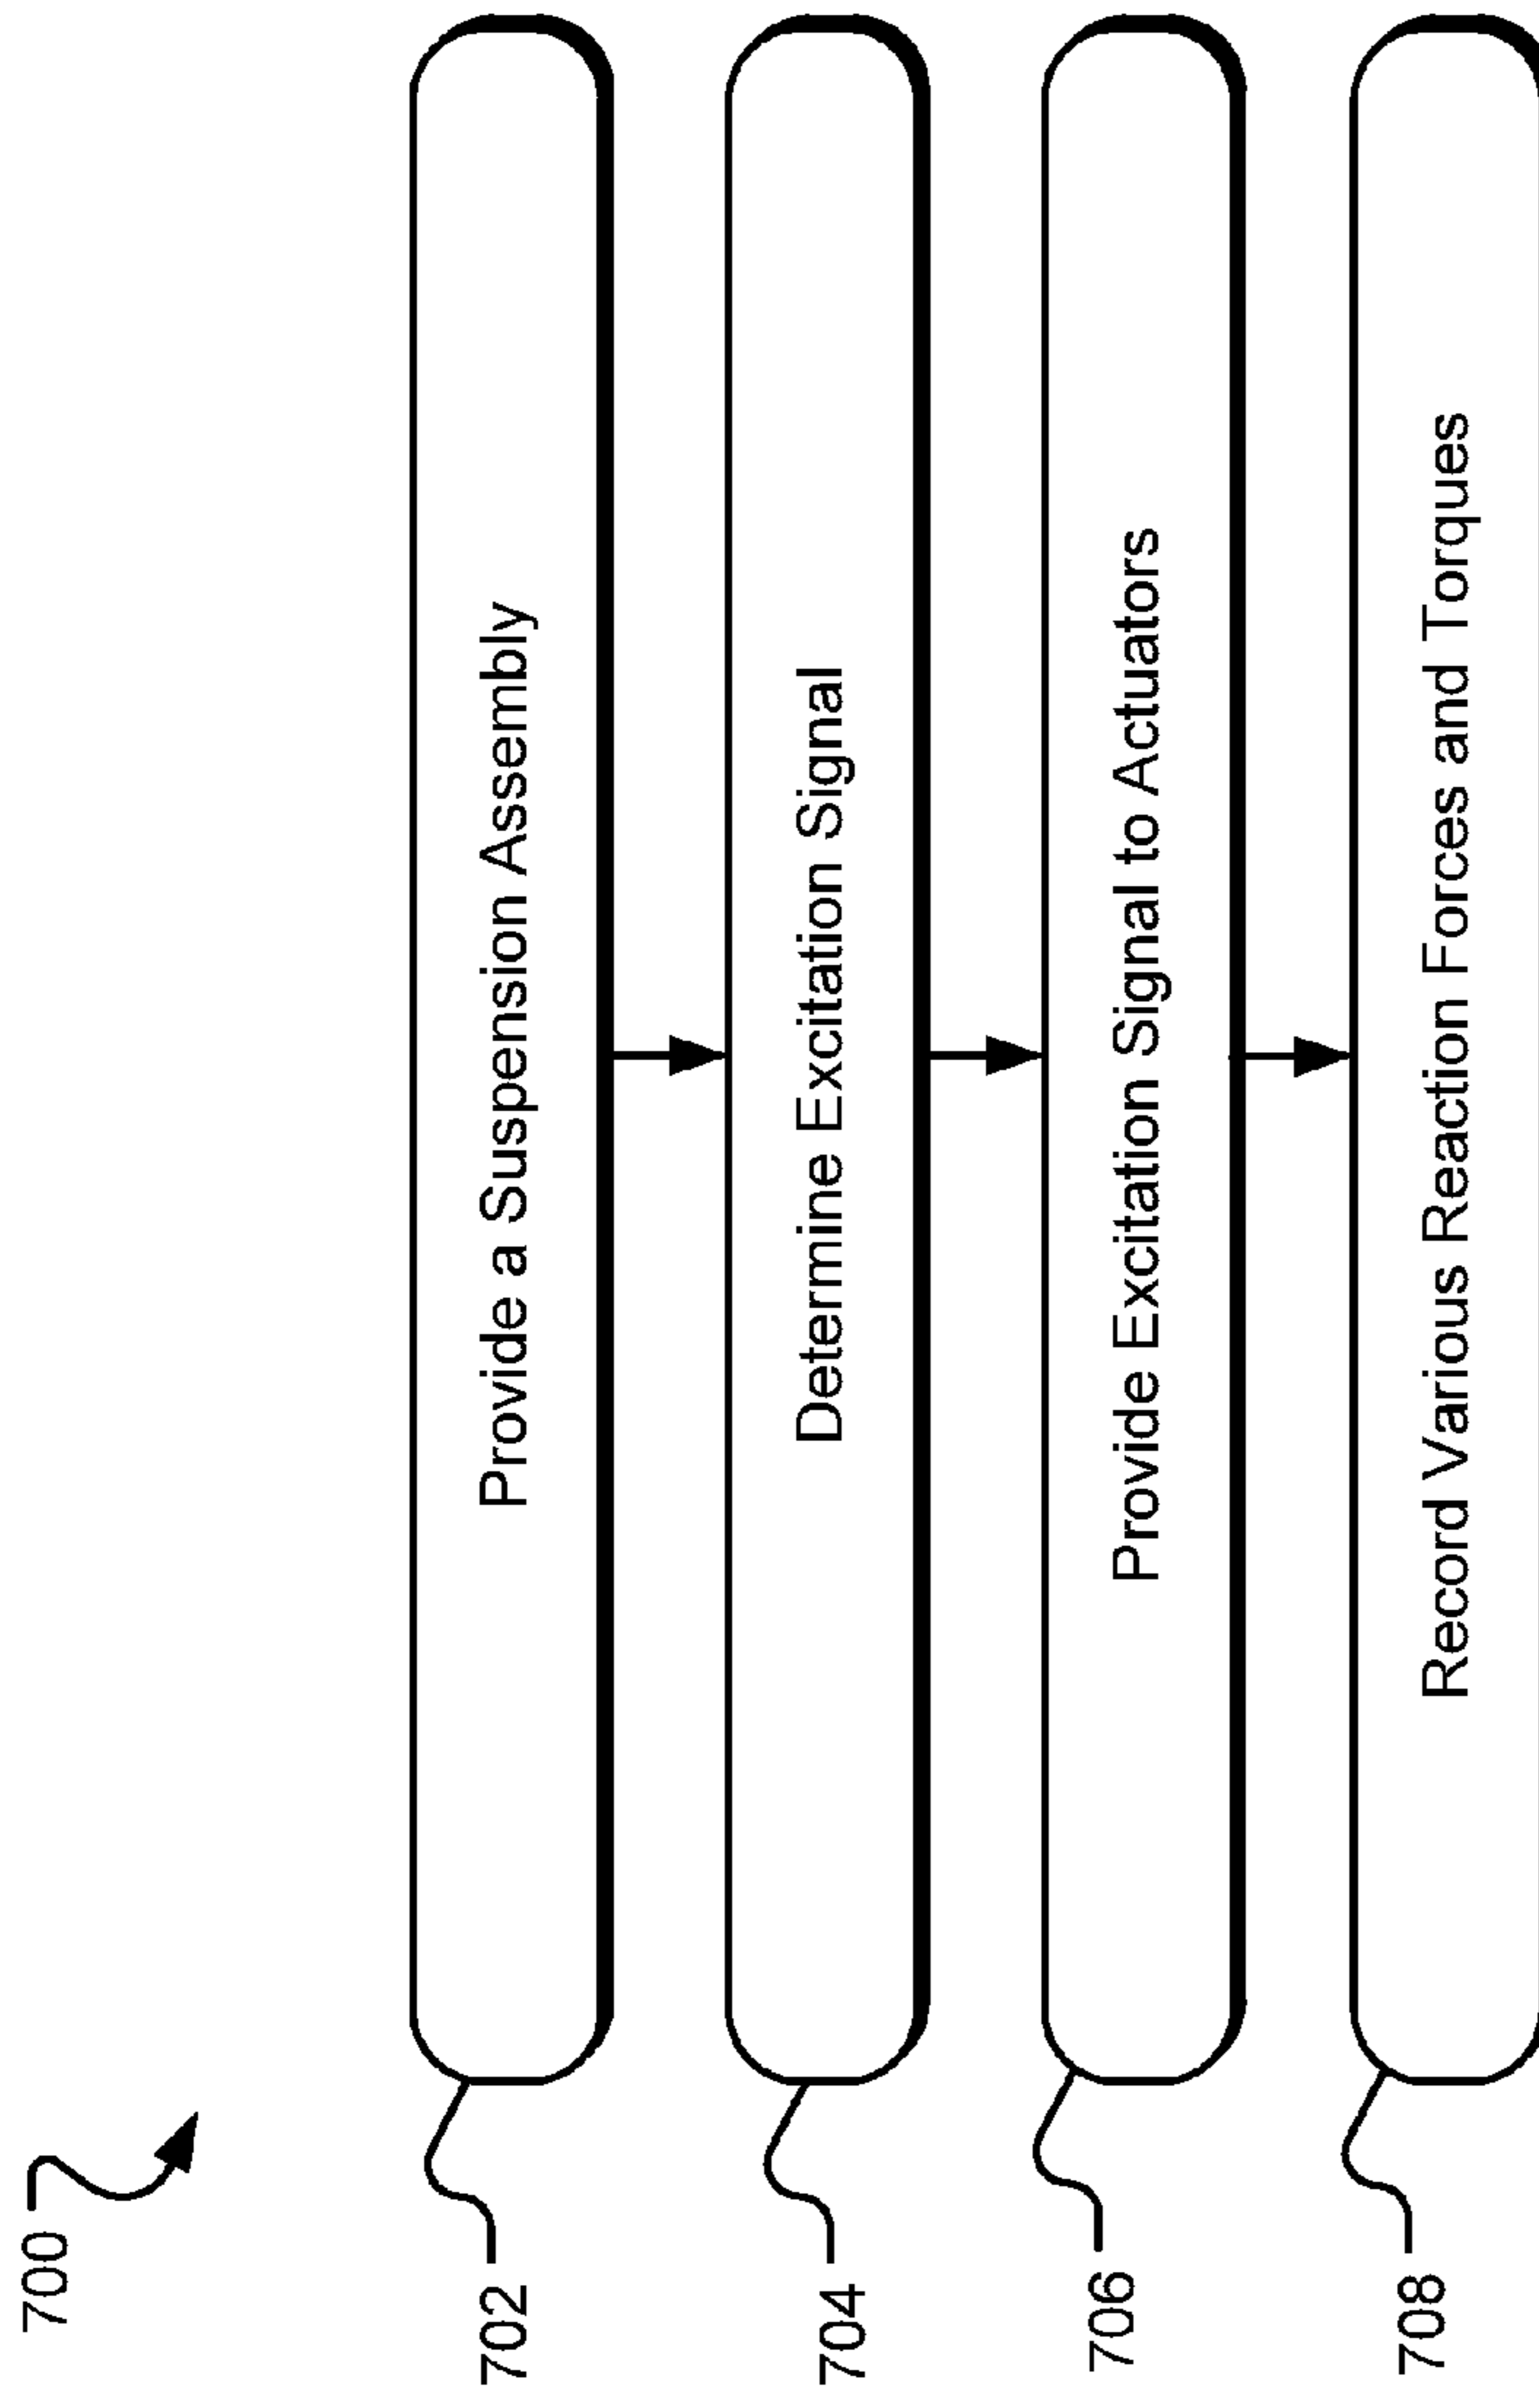 700
702
Provide a Suspension Assembly
704
Determine Excitation Signal
706
Provide Excitation Signal to Actuators
708
Record Various Reaction Forces and Torques